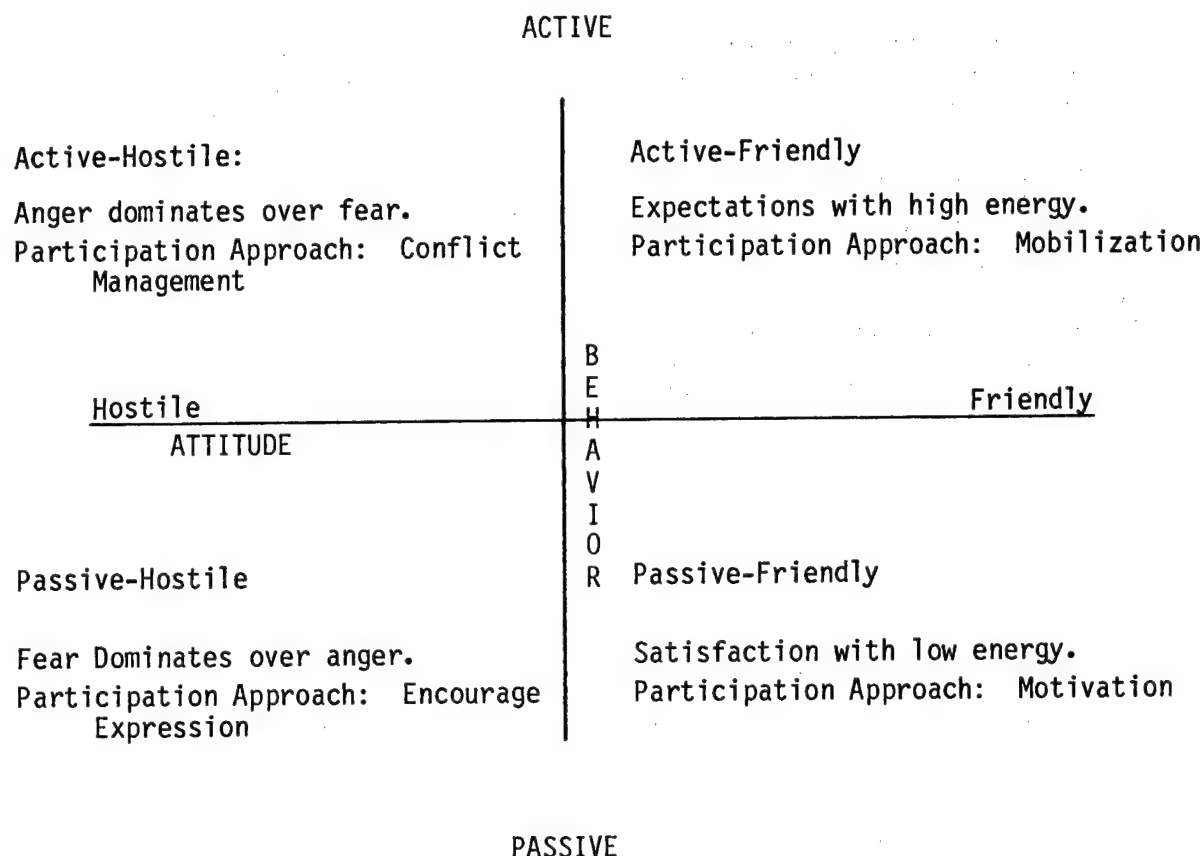 ACTIVE
Active-Hostile:
Anger dominates over fear.
Participation Approach: Conflict
Management
Active-Friendly
Expectations with high energy.
Participation Approach: Mobilization
BEHAVIOR
Hostile
Friendly
ATTITUDE
Passive-Hostile
Fear Dominates over anger.
Participation Approach: Encourage
Expression
Passive-Friendly
Satisfaction with low energy.
Participation Approach: Motivation
PASSIVE